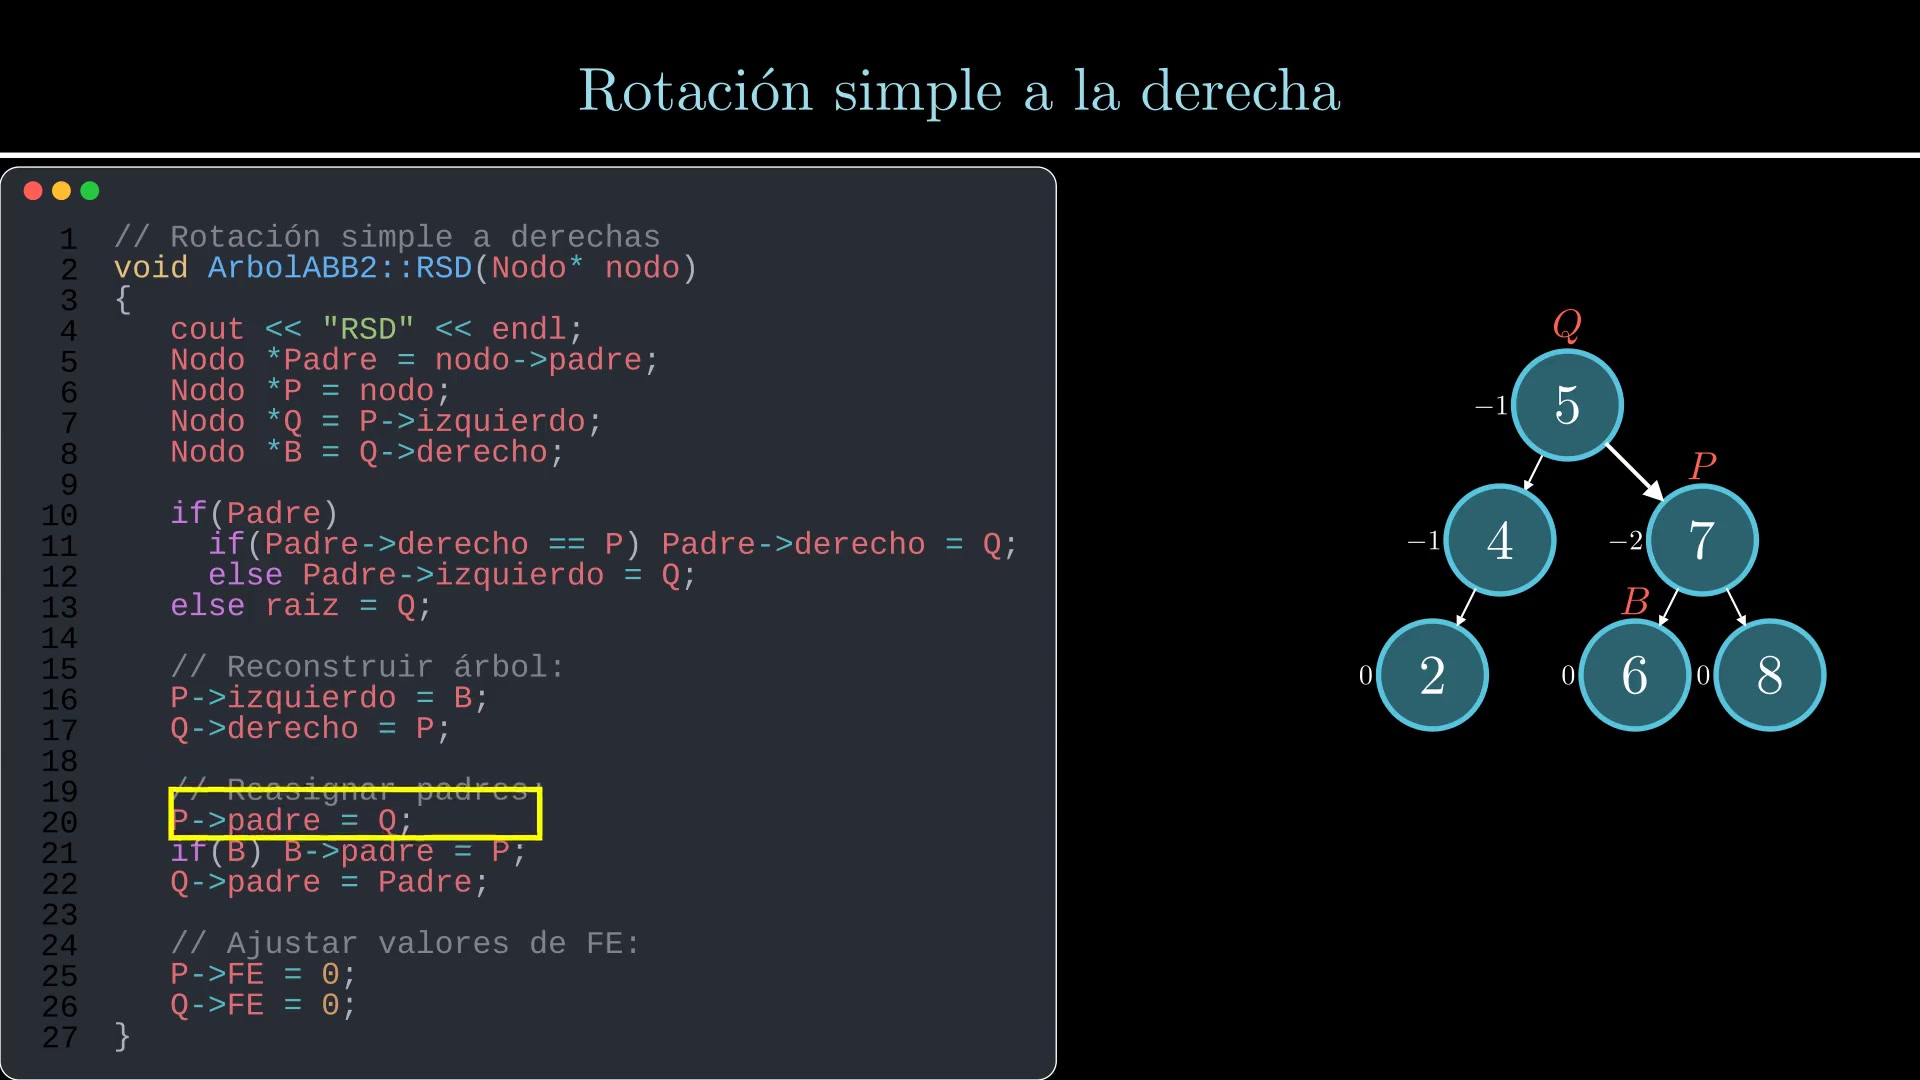 Rotación simple a la derecha
1 // Rotación simple a derechas
2 void ArbolABB2::RSD(Nodo* nodo)
3 {
4 cout << "RSD" << endl;
5 Nodo *Padre = nodo->padre;
6 Nodo *P = nodo;
7 Nodo *Q = P->izquierdo;
8 Nodo *B = Q->derecho;
9
10 if(Padre)
11 if(Padre->derecho == P) Padre->derecho = Q;
12 else Padre->izquierdo = Q;
13 else raiz = Q;
14
15 // Reconstruir árbol:
16 P->izquierdo = B;
17 Q->derecho = P;
18
19 // Reasignar padres:
20 P->padre = Q;
21 if(B) B->padre = P;
22 Q->padre = Padre;
23
24 // Ajustar valores de FE:
25 P->FE = 0;
26 Q->FE = 0;
27 }
Q
−1 5
P
−1 4 −2 7
B
0 2 0 6 0 8